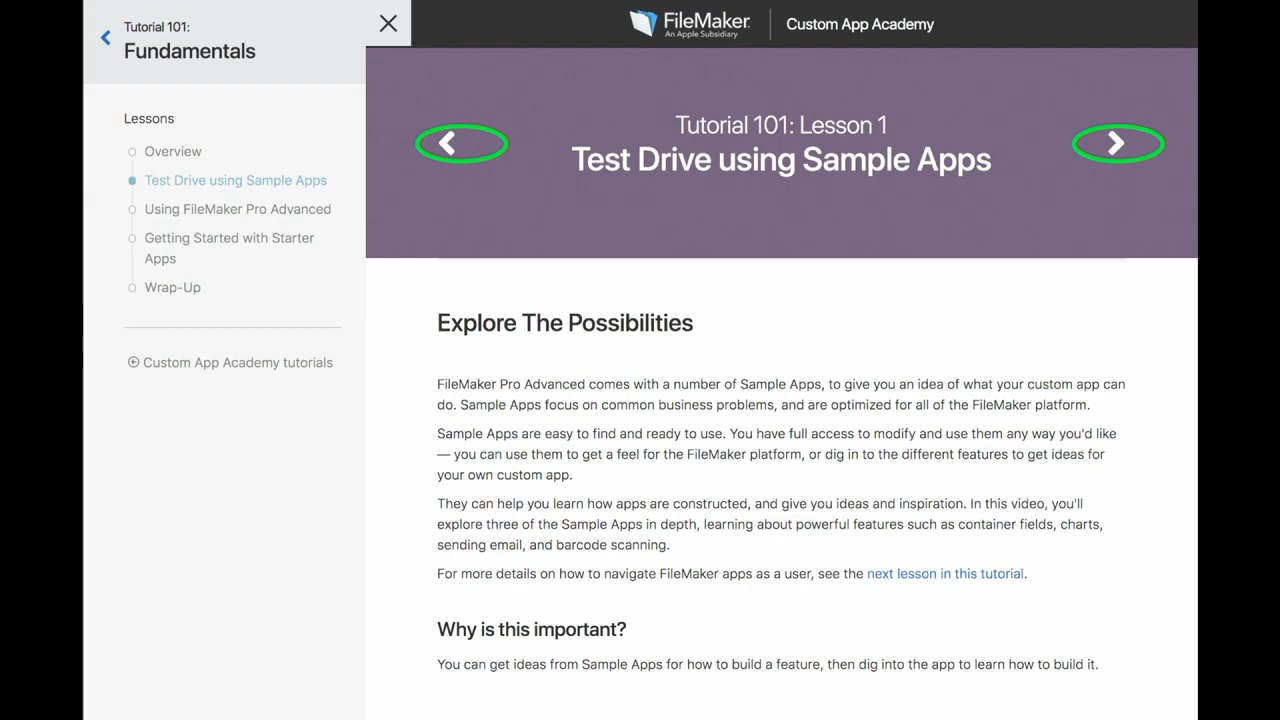 Tutorial 101:
Fundamentals
Lessons
Overview
Test Drive using Sample Apps
Using FileMaker Pro Advanced
Getting Started with Starter
Apps
Wrap-Up
Custom App Academy tutorials
FileMaker
An Apple Subsidiary
Custom App Academy
Tutorial 101: Lesson 1
Test Drive using Sample Apps
Explore The Possibilities
FileMaker Pro Advanced comes with a number of Sample Apps, to give you an idea of what your custom app can
do. Sample Apps focus on common business problems, and are optimized for all of the FileMaker platform.
Sample Apps are easy to find and ready to use. You have full access to modify and use them any way you'd like
— you can use them to get a feel for the FileMaker platform, or dig in to the different features to get ideas for
your own custom app.
They can help you learn how apps are constructed, and give you ideas and inspiration. In this video, you'll
explore three of the Sample Apps in depth, learning about powerful features such as container fields, charts,
sending email, and barcode scanning.
For more details on how to navigate FileMaker apps as a user, see the next lesson in this tutorial.
Why is this important?
You can get ideas from Sample Apps for how to build a feature, then dig into the app to learn how to build it.